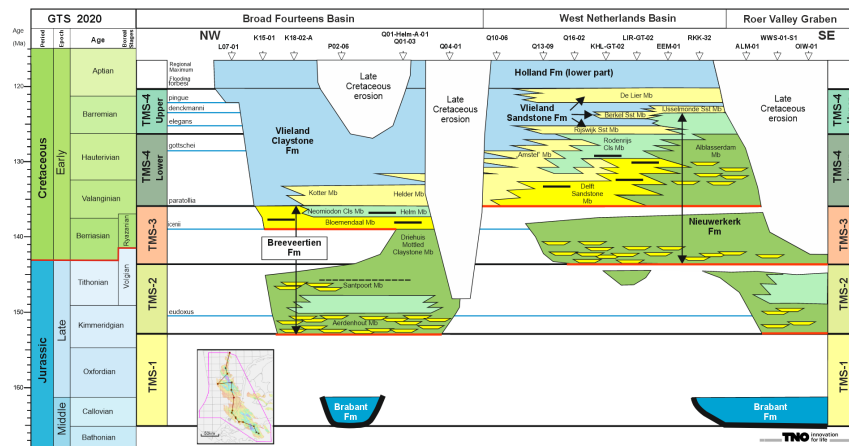 GTS 2020
Broad Fourteens Basin
West Netherlands Basin
Roer Valley Graben
Age
(Ma)
Period
Epoch
Age
Boreal
Stages
NW
L07-01
K15-01
K18-02-A
P02-06
Q01-Helm-A-01
Q01-03
Q04-01
Q10-06
Q13-09
Q16-02
KHL-GT-02
LIR-GT-02
EEM-01
RKK-32
ALM-01
WWS-01-S1
OIW-01
SE
120
130
135
140
145
150
155
160
Cretaceous
Jurassic
Early
Late
Middle
Aptian
Barremian
Hauterivian
Valanginian
Berriasian
Tithonian
Kimmeridgian
Oxfordian
Callovian
Bathonian
Ryazanian
Volgian
TMS-4
Upper
TMS-4
Lower
TMS-3
TMS-2
TMS-1
Regional
Maximum
Flooding
forbesi
pingue
denckmanni
elegans
gottschei
paratollia
icenii
eudoxus
Late
Cretaceous
erosion
Late
Cretaceous
erosion
Late
Cretaceous
erosion
Holland Fm (lower part)
De Lier Mb
IJsselmonde Sst Mb
Vlieland
Sandstone Fm
Berkel Sst Mb
Rijswijk Sst Mb
Vlieland
Claystone
Fm
Rodenrijs
Cls Mb
Alblasserdam
Mb
Delft
Sandstone
Mb
Kotter Mb
Helder Mb
Neomiodon Cls Mb
Helm Mb
Bloemendaal Mb
Breeveertien
Fm
Driehuis
Mottled
Claystone Mb
Nieuwerkerk
Fm
Santpoort Mb
Aerdenhout Mb
Brabant
Fm
Brabant
Fm
TNO innovation
for life